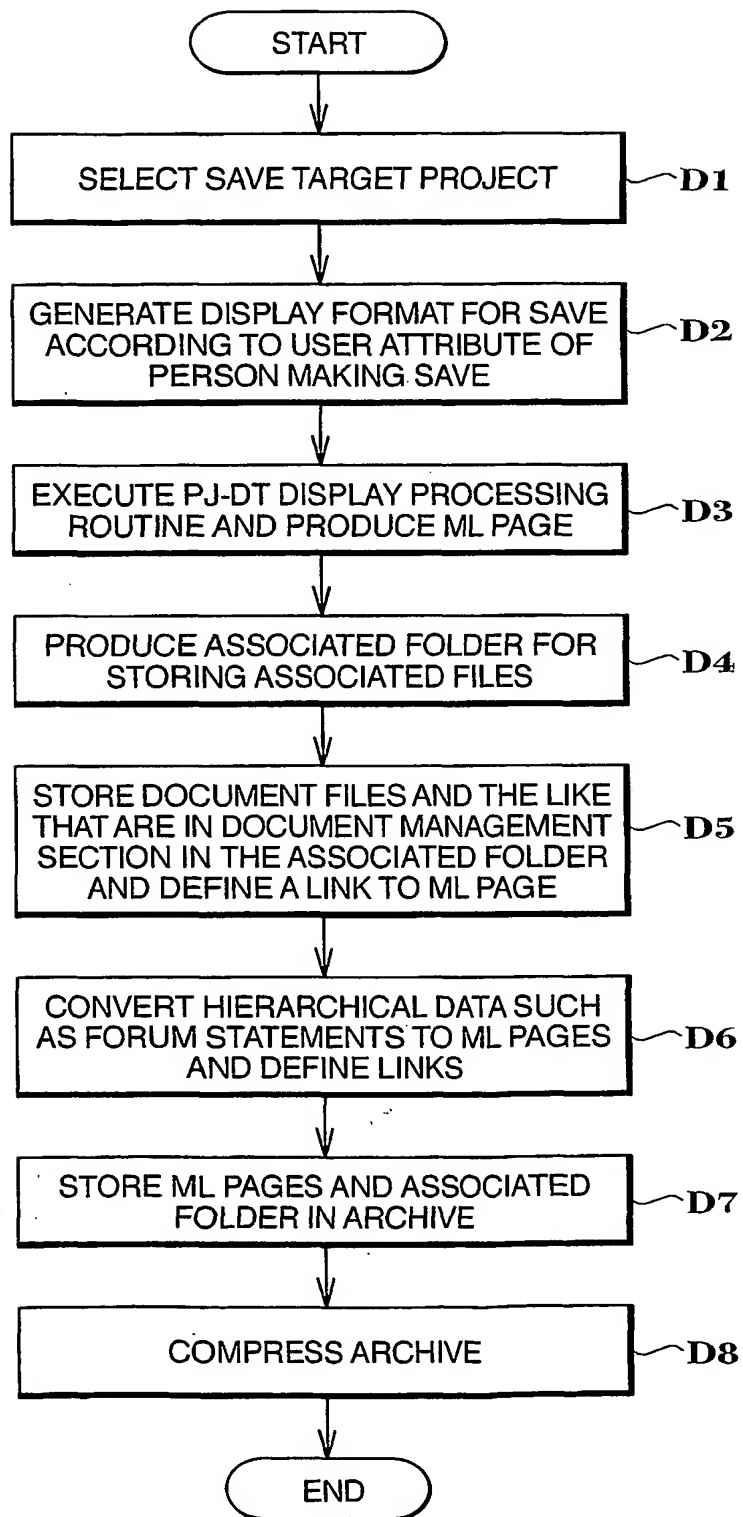 START
SELECT SAVE TARGET PROJECT
D1
GENERATE DISPLAY FORMAT FOR SAVE
ACCORDING TO USER ATTRIBUTE OF
PERSON MAKING SAVE
D2
EXECUTE PJ-DT DISPLAY PROCESSING
ROUTINE AND PRODUCE ML PAGE
D3
PRODUCE ASSOCIATED FOLDER FOR
STORING ASSOCIATED FILES
D4
STORE DOCUMENT FILES AND THE LIKE
THAT ARE IN DOCUMENT MANAGEMENT
SECTION IN THE ASSOCIATED FOLDER
AND DEFINE A LINK TO ML PAGE
D5
CONVERT HIERARCHICAL DATA SUCH
AS FORUM STATEMENTS TO ML PAGES
AND DEFINE LINKS
D6
STORE ML PAGES AND ASSOCIATED
FOLDER IN ARCHIVE
D7
COMPRESS ARCHIVE
D8
END